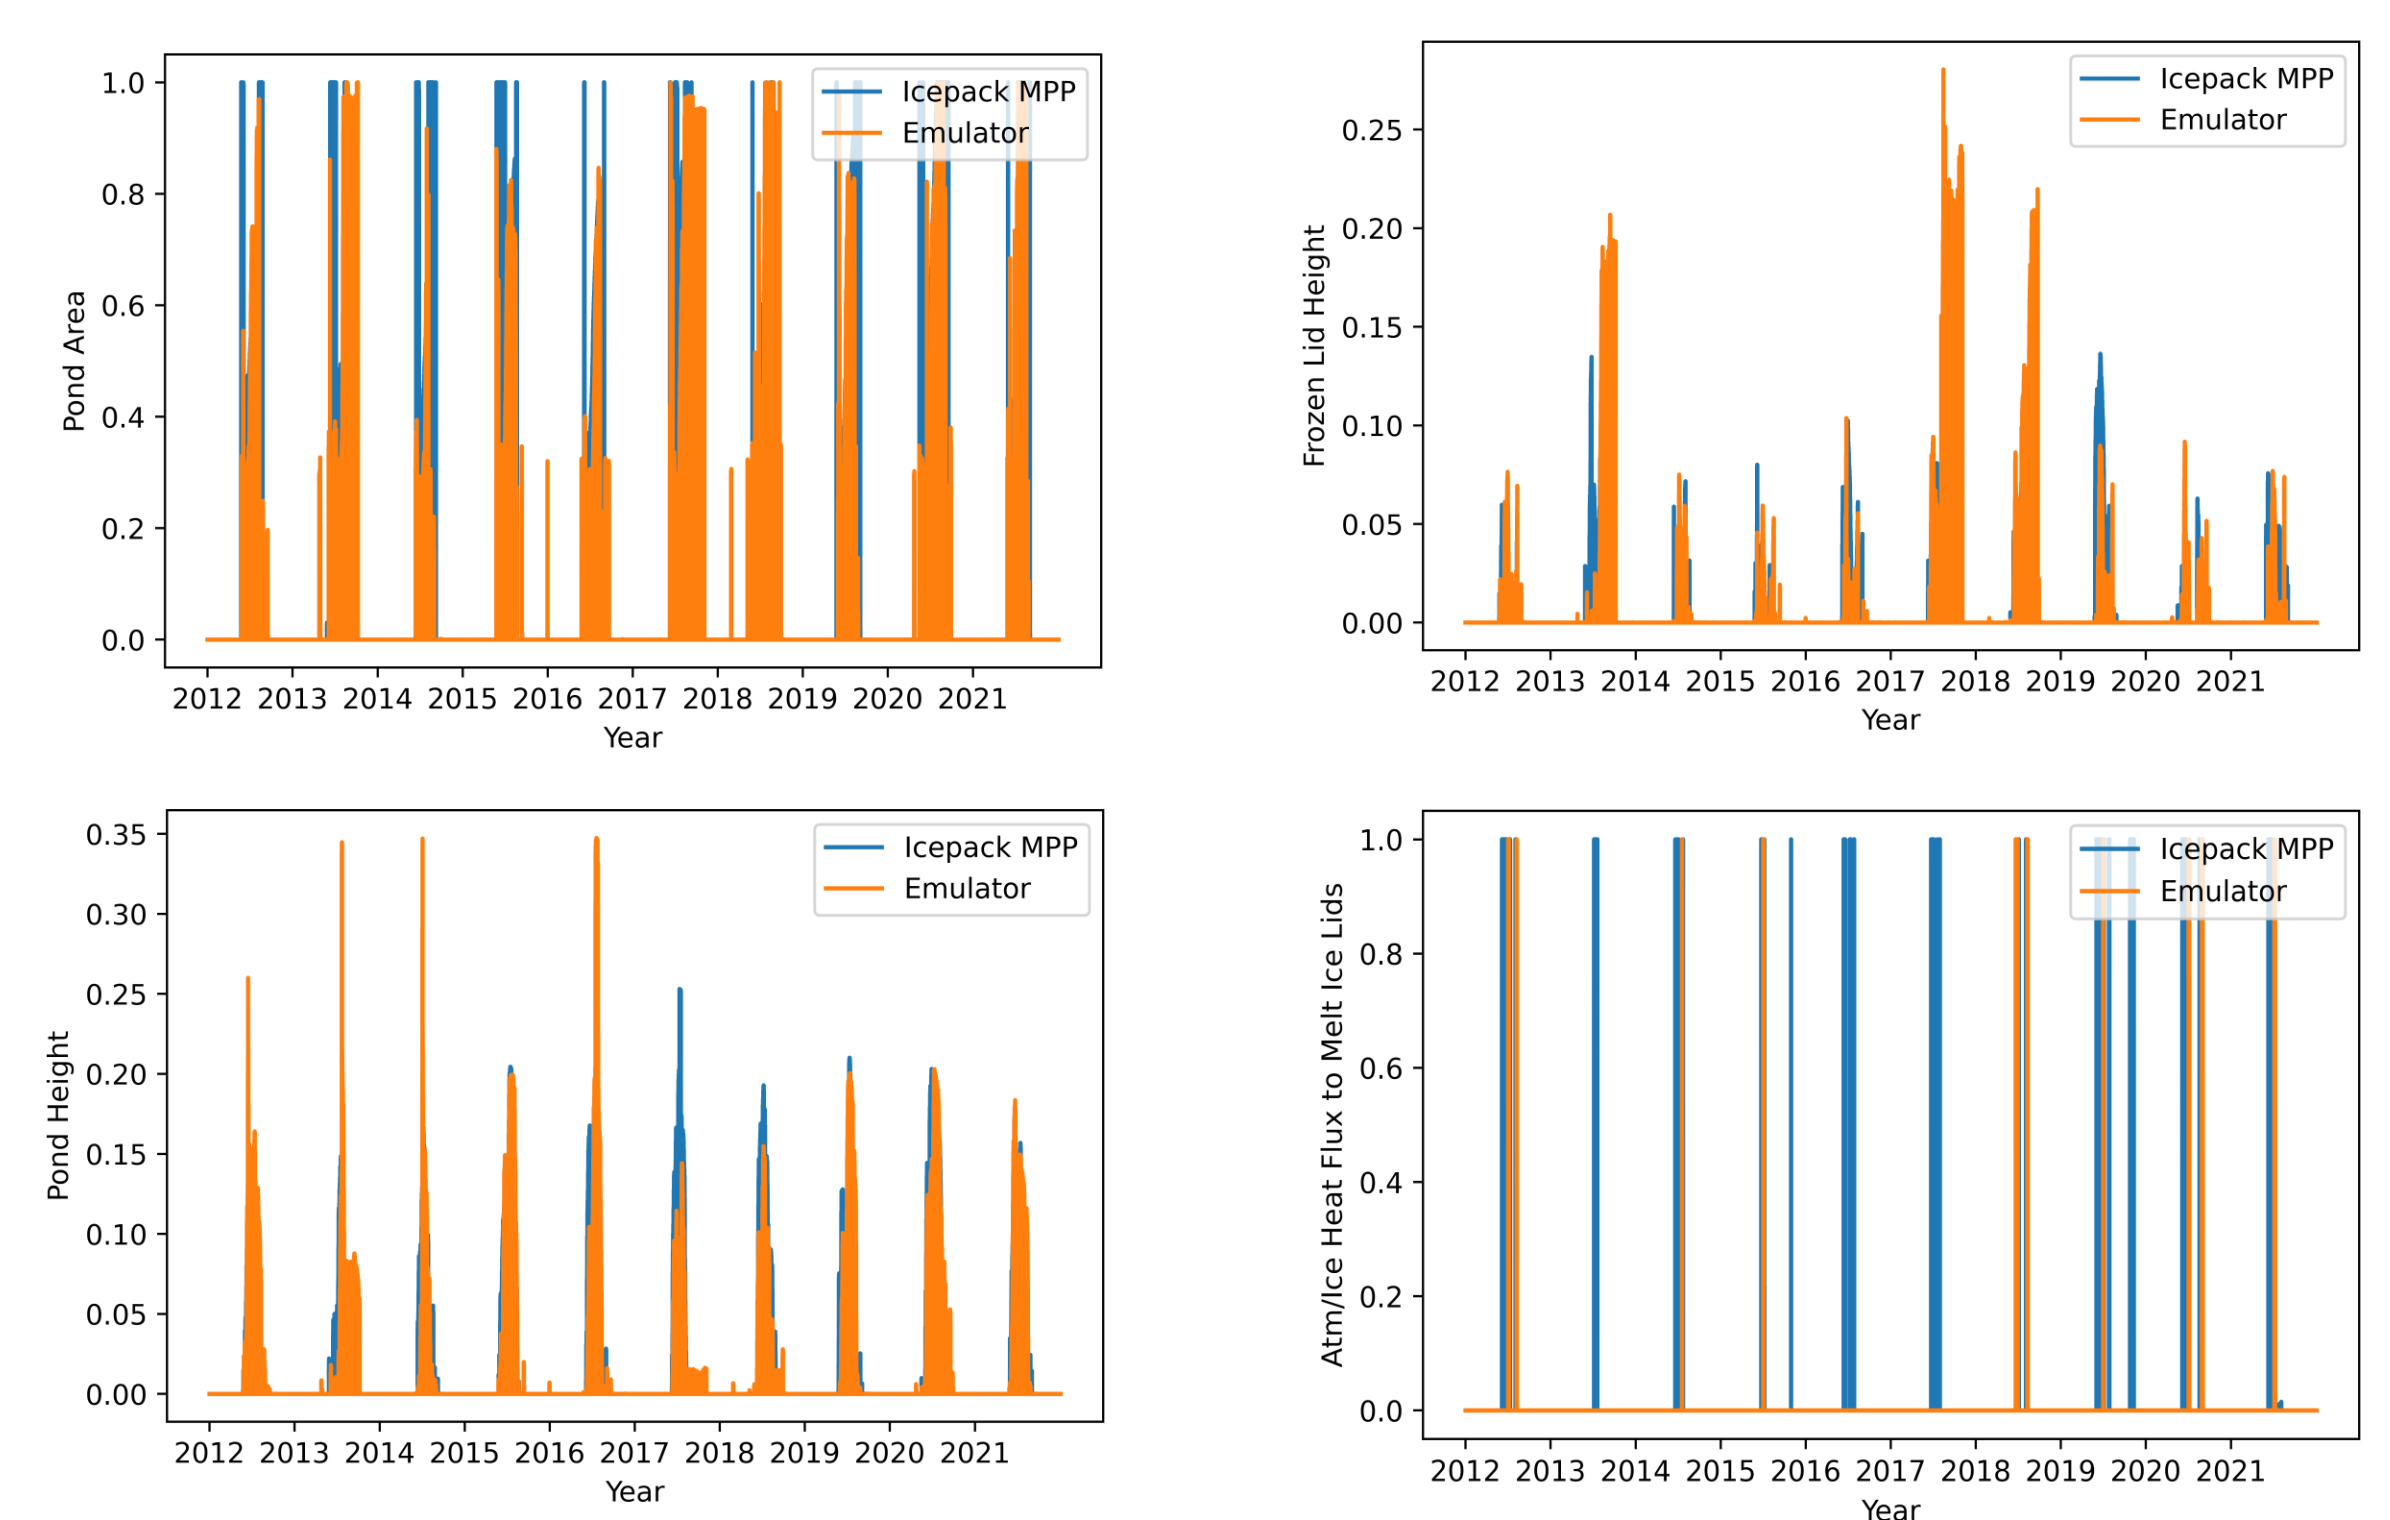 Pond Area
1.0
0.8
0.6
0.4
0.2
0.0
Icepack MPP
Emulator
2012 2013 2014 2015 2016 2017 2018 2019 2020 2021
Year
Frozen Lid Height
0.25
0.20
0.15
0.10
0.05
0.00
Icepack MPP
Emulator
2012 2013 2014 2015 2016 2017 2018 2019 2020 2021
Year
Pond Height
0.35
0.30
0.25
0.20
0.15
0.10
0.05
0.00
Icepack MPP
Emulator
2012 2013 2014 2015 2016 2017 2018 2019 2020 2021
Year
Atm/Ice Heat Flux to Melt Ice Lids
1.0
0.8
0.6
0.4
0.2
0.0
Icepack MPP
Emulator
2012 2013 2014 2015 2016 2017 2018 2019 2020 2021
Year